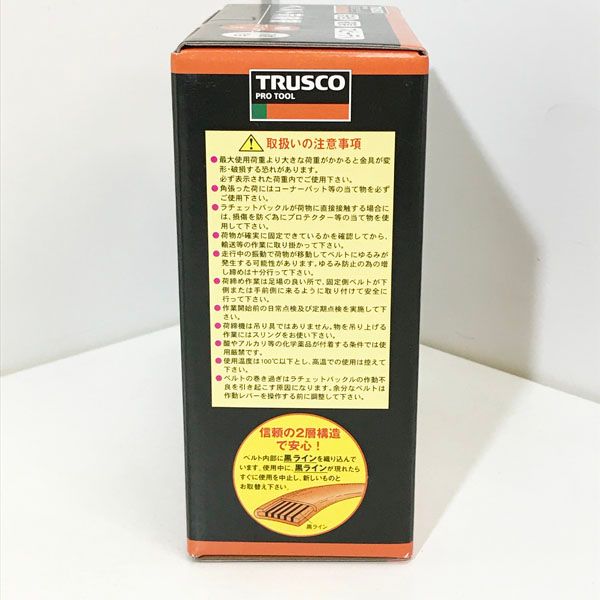 TRUSCO
PRO TOOL
取扱いの注意事項
●最大使用荷重より大きな荷重がかかると金具が変
形・破損する恐れがあります。
必ず表示された荷重内でご使用下さい。
●角張った荷にはコーナーパット等の当て物を必ず
ご使用下さい。
●ラチェットバックルが荷物に直接接触する場合に
は、損傷を防ぐ為にプロテクター等の当て物を使
用して下さい。
●荷物が確実に固定できているかを確認してから、
輸送等の作業に取り掛かって下さい。
●走行中の振動で荷物が移動してベルトにゆるみが
発生する可能性があります。ゆるみ防止の為の増
し締めは十分行って下さい。
●荷締め作業は足場の良い所で、固定側ベルトが下
側または手前側に来るように取り付けて安全に
行って下さい。
●作業開始前の日常点検及び定期点検を実施して下
さい。
●荷締機は吊り具ではありません。物を吊り上げる
作業にはスリングをお使い下さい。
●酸やアルカリ等の化学薬品が付着する条件では使
用厳禁です。
●使用温度は100℃以下とし、高温での使用は控えて
下さい。
●ベルトの巻き過ぎはラチェットバックルの作動不
良を引き起こす原因になります。余分なベルトは
作動レバーを操作する前に調整して下さい。
信頼の2層構造
で安心!
ベルト内部に黒ラインを織り込んで
います。使用中に、黒ラインが現れたら
すぐに使用を中止し、新しいものと
お取替え下さい。
黒ライン